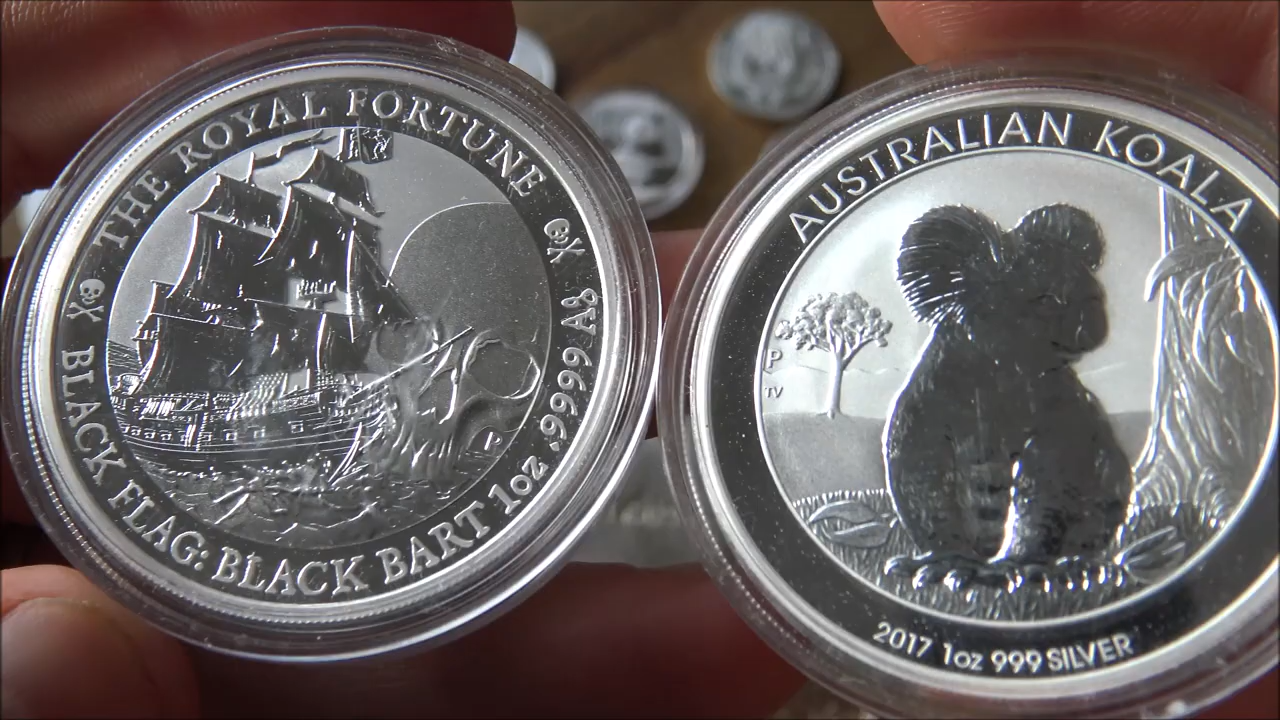 THE ROYAL FORTUNE
BLACK FLAG: BLACK BART 1oz .9999 Ag
P
AUSTRALIAN KOALA
P
TV
2017 1oz 999 SILVER